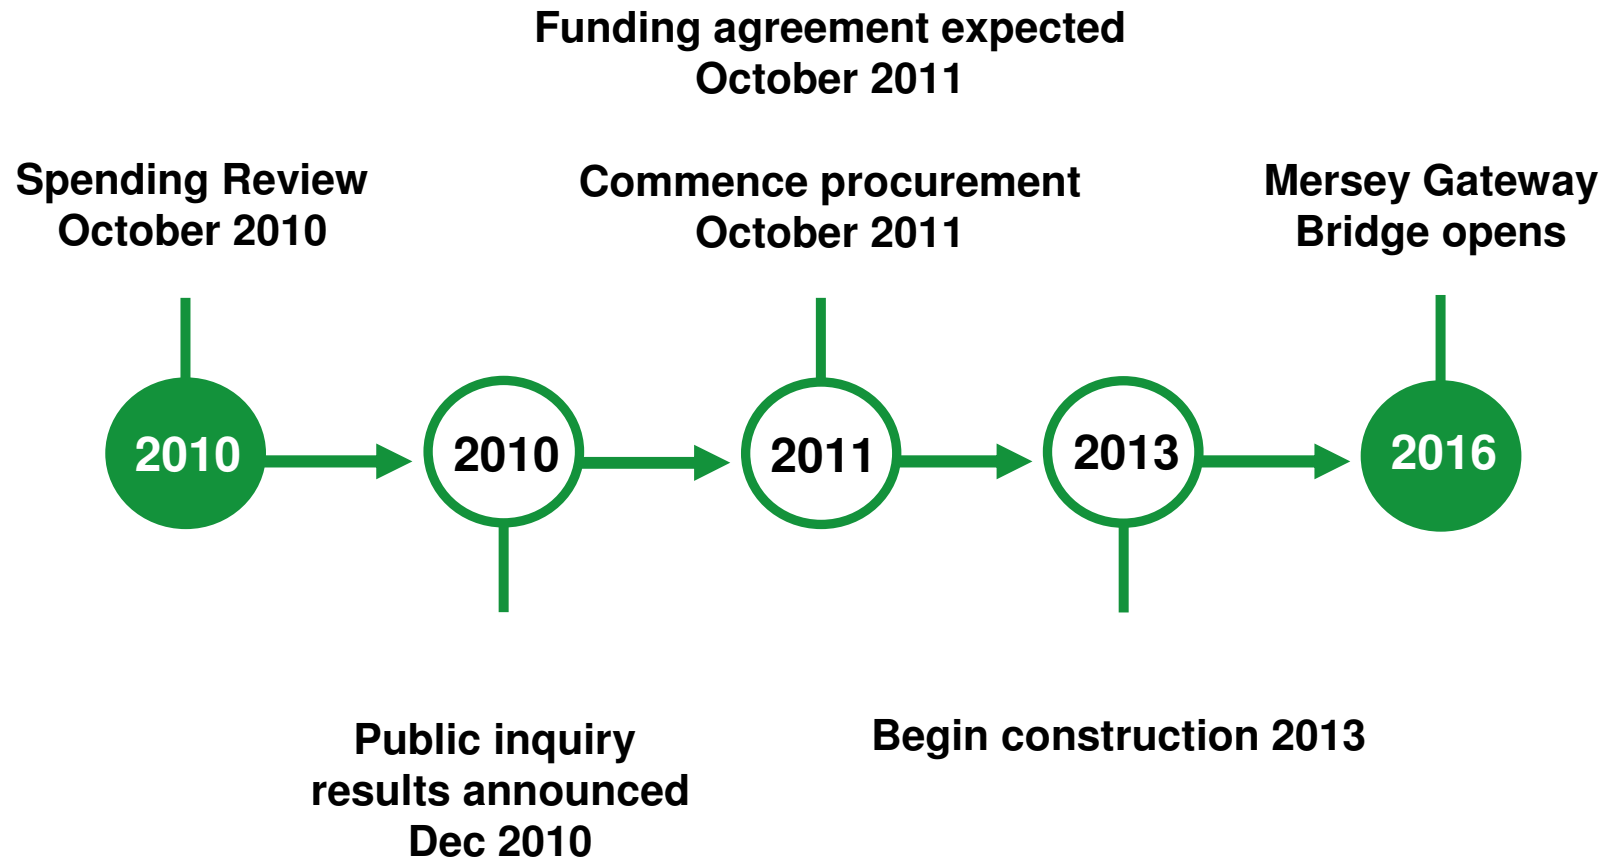 Funding agreement expected
October 2011
Spending Review
October 2010
Commence procurement
October 2011
Mersey Gateway
Bridge opens
2010
2010
2011
2013
2016
Public inquiry
results announced
Dec 2010
Begin construction 2013